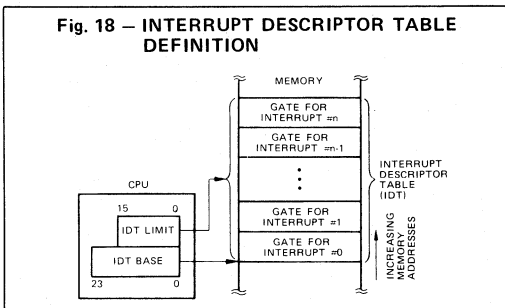 Fig. 18 — INTERRUPT DESCRIPTOR TABLE
DEFINITION
MEMORY
GATE FOR
INTERRUPT #n
GATE FOR
INTERRUPT #n-1
CPU
15 0
IDT LIMIT
IDT BASE
23 0
GATE FOR
INTERRUPT #1
GATE FOR
INTERRUPT #0
INTERRUPT
DESCRIPTOR
TABLE
(IDT)
INCREASING
MEMORY
ADDRESSES